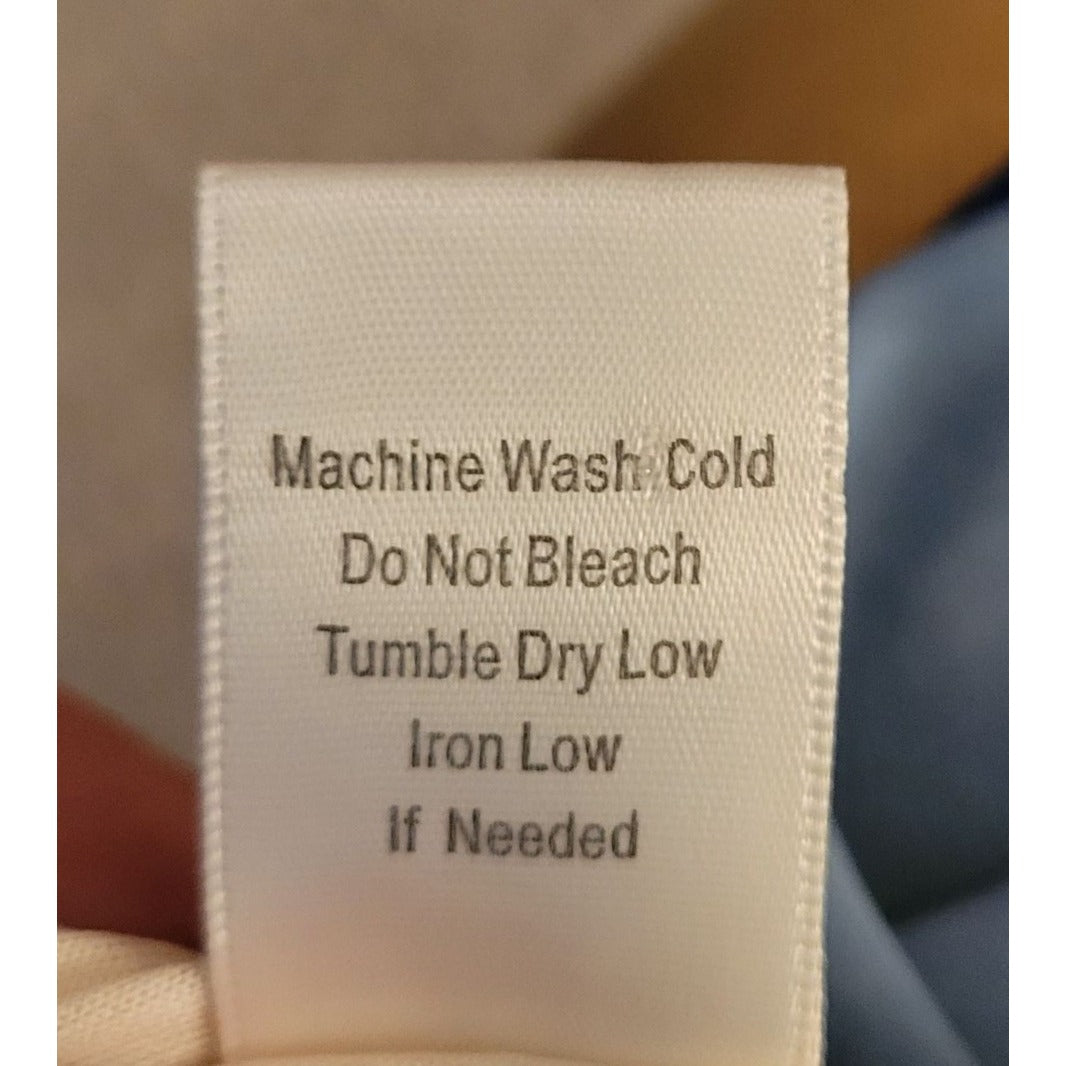 Machine Wash Cold
Do Not Bleach
Tumble Dry Low
Iron Low
If Needed